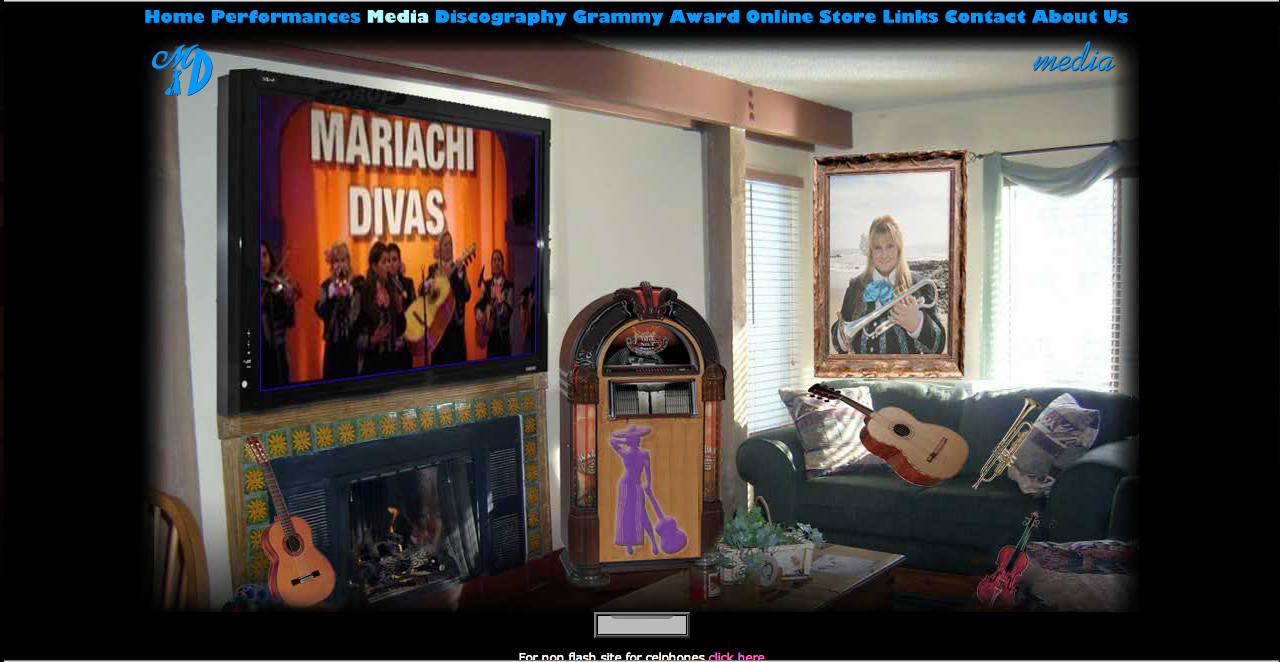 Home Performances Media Discography Grammy Award Online Store Links Contact About Us
MD
media
MARIACHI
DIVAS
For non flash site for celphones click here